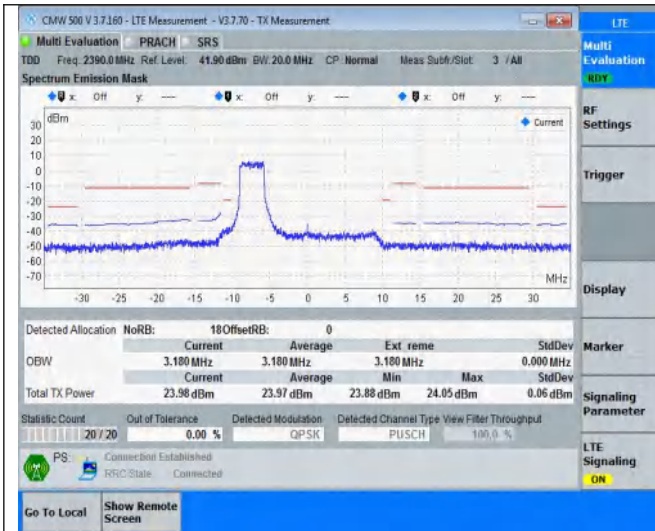 CMW 500 V 3.7.160 - LTE Measurement - V3.7.70 - TX Measurement
LTE
Multi Evaluation PRACH SRS
Multi Evaluation
RDY
TDD Freq.: 2390.0 MHz Ref. Level: 41.90 dBm BW: 20.0 MHz CP: Normal Meas Subfr./Slot: 3 /All
Spectrum Emission Mask
x: Off y: --- x: Off y: --- x: Off y: ---
dBm
Current
30
20
10
0
-10
-20
-30
-40
-50
-60
-70
MHz
-30 -25 -20 -15 -10 -5 0 5 10 15 20 25 30
RF Settings
Trigger
Display
Marker
Signaling Parameter
LTE Signaling
ON
Detected Allocation NoRB: 18OffsetRB: 0
Current Average Ext reme StdDev
OBW 3.180 MHz 3.180 MHz 3.180 MHz 0.000 MHz
Current Average Min Max StdDev
Total TX Power 23.98 dBm 23.97 dBm 23.88 dBm 24.05 dBm 0.06 dBm
Statistic Count Out of Tolerance Detected Modulation Detected Channel Type View Filter Throughput
20 / 20 0.00 % QPSK PUSCH 100.0 %
PS: Connection Established
RRC State Connected
Go To Local
Show Remote Screen